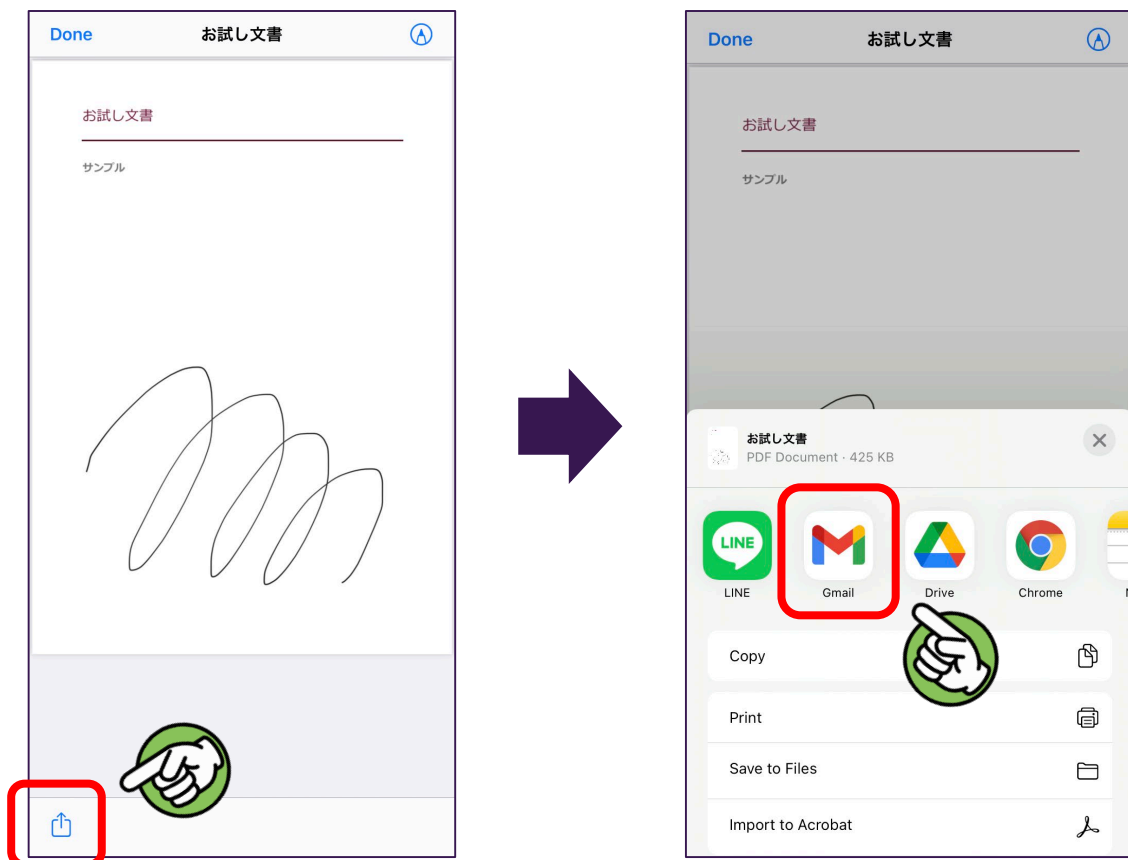 Done お試し文書
お試し文書
サンプル
Done お試し文書
お試し文書
サンプル
お試し文書
PDF Document · 425 KB
LINE
LINE Gmail Drive Chrome
Copy
Print
Save to Files
Import to Acrobat